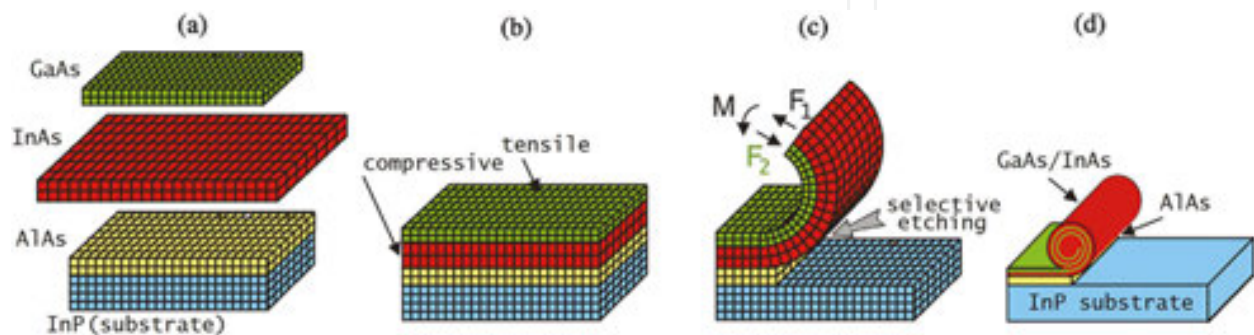 (a)
GaAs
InAs
AlAs
InP(substrate)
(b)
tensile
compressive
(c)
M
F1
F2
selective
etching
(d)
GaAs/InAs
AlAs
InP substrate